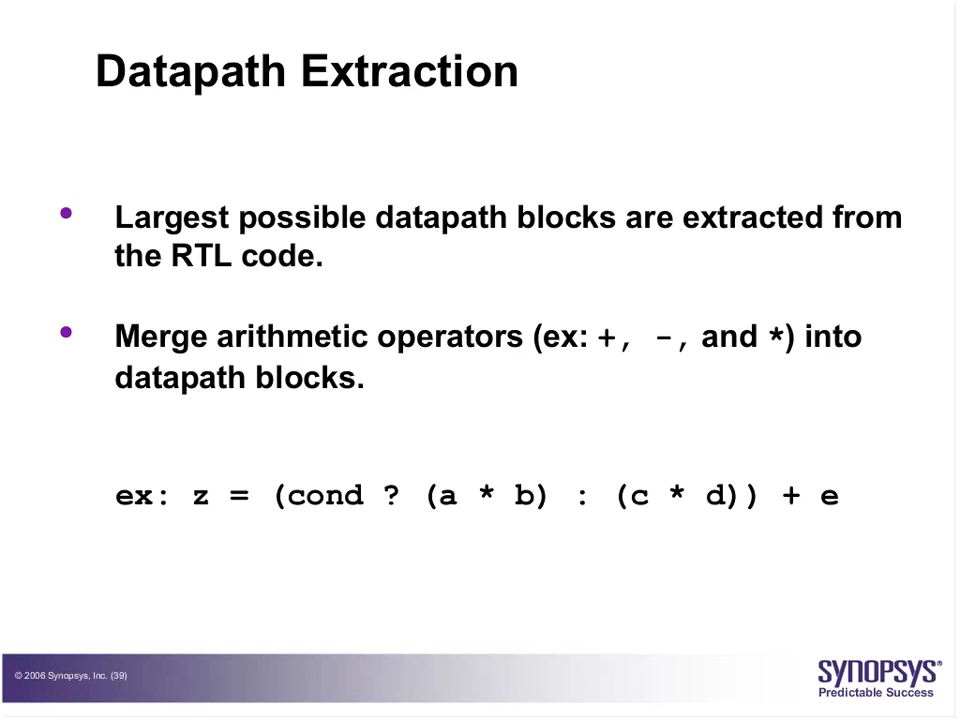 Datapath Extraction
• Largest possible datapath blocks are extracted from
the RTL code.
• Merge arithmetic operators (ex: +, -, and *) into
datapath blocks.
ex: z = (cond ? (a * b) : (c * d)) + e
© 2006 Synopsys, Inc. (39)
SYNOPSYS®
Predictable Success